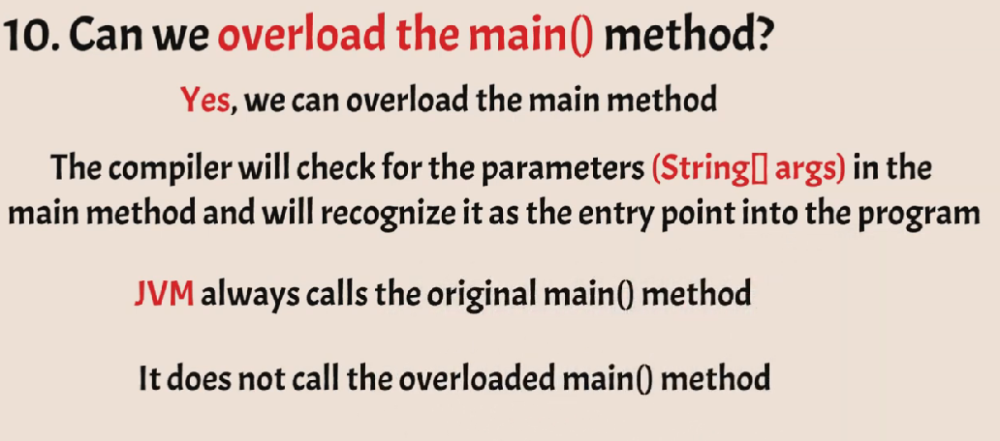 10. Can we overload the main() method?
Yes, we can overload the main method
The compiler will check for the parameters (String[] args) in the
main method and will recognize it as the entry point into the program
JVM always calls the original main() method
It does not call the overloaded main() method